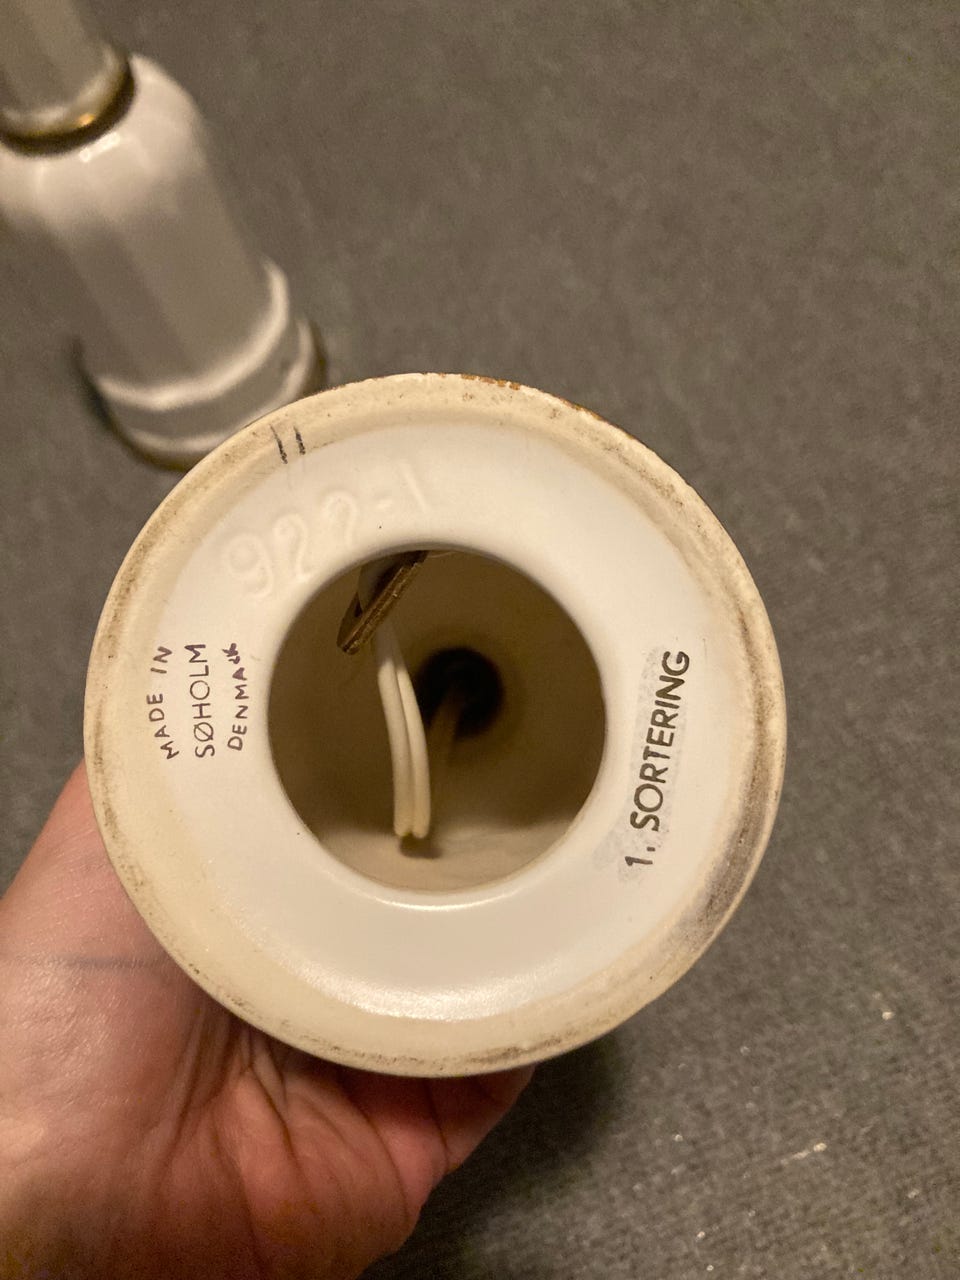 922-1
MADE IN
SØHOLM
DENMARK
1. SORTERING